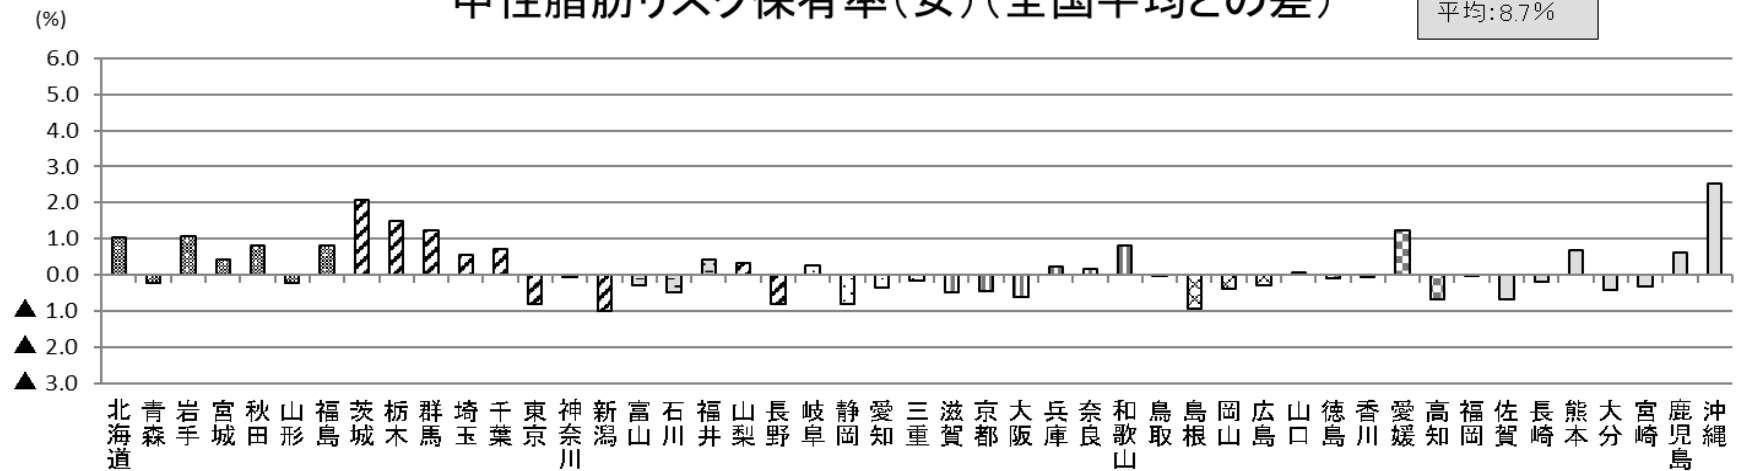 中性脂肪リスク保有率（女）（全国平均との差）
平均：8.7％
(%)
6.0
5.0
4.0
3.0
2.0
1.0
0.0
▲ 1.0
▲ 2.0
▲ 3.0
北海道
青森
岩手
宮城
秋田
山形
福島
茨城
栃木
群馬
埼玉
千葉
東京
神奈川
新潟
富山
石川
福井
山梨
長野
岐阜
静岡
愛知
三重
滋賀
京都
大阪
兵庫
奈良
和歌山
鳥取
島根
岡山
広島
山口
徳島
香川
愛媛
高知
福岡
佐賀
長崎
熊本
大分
宮崎
鹿児島
沖縄